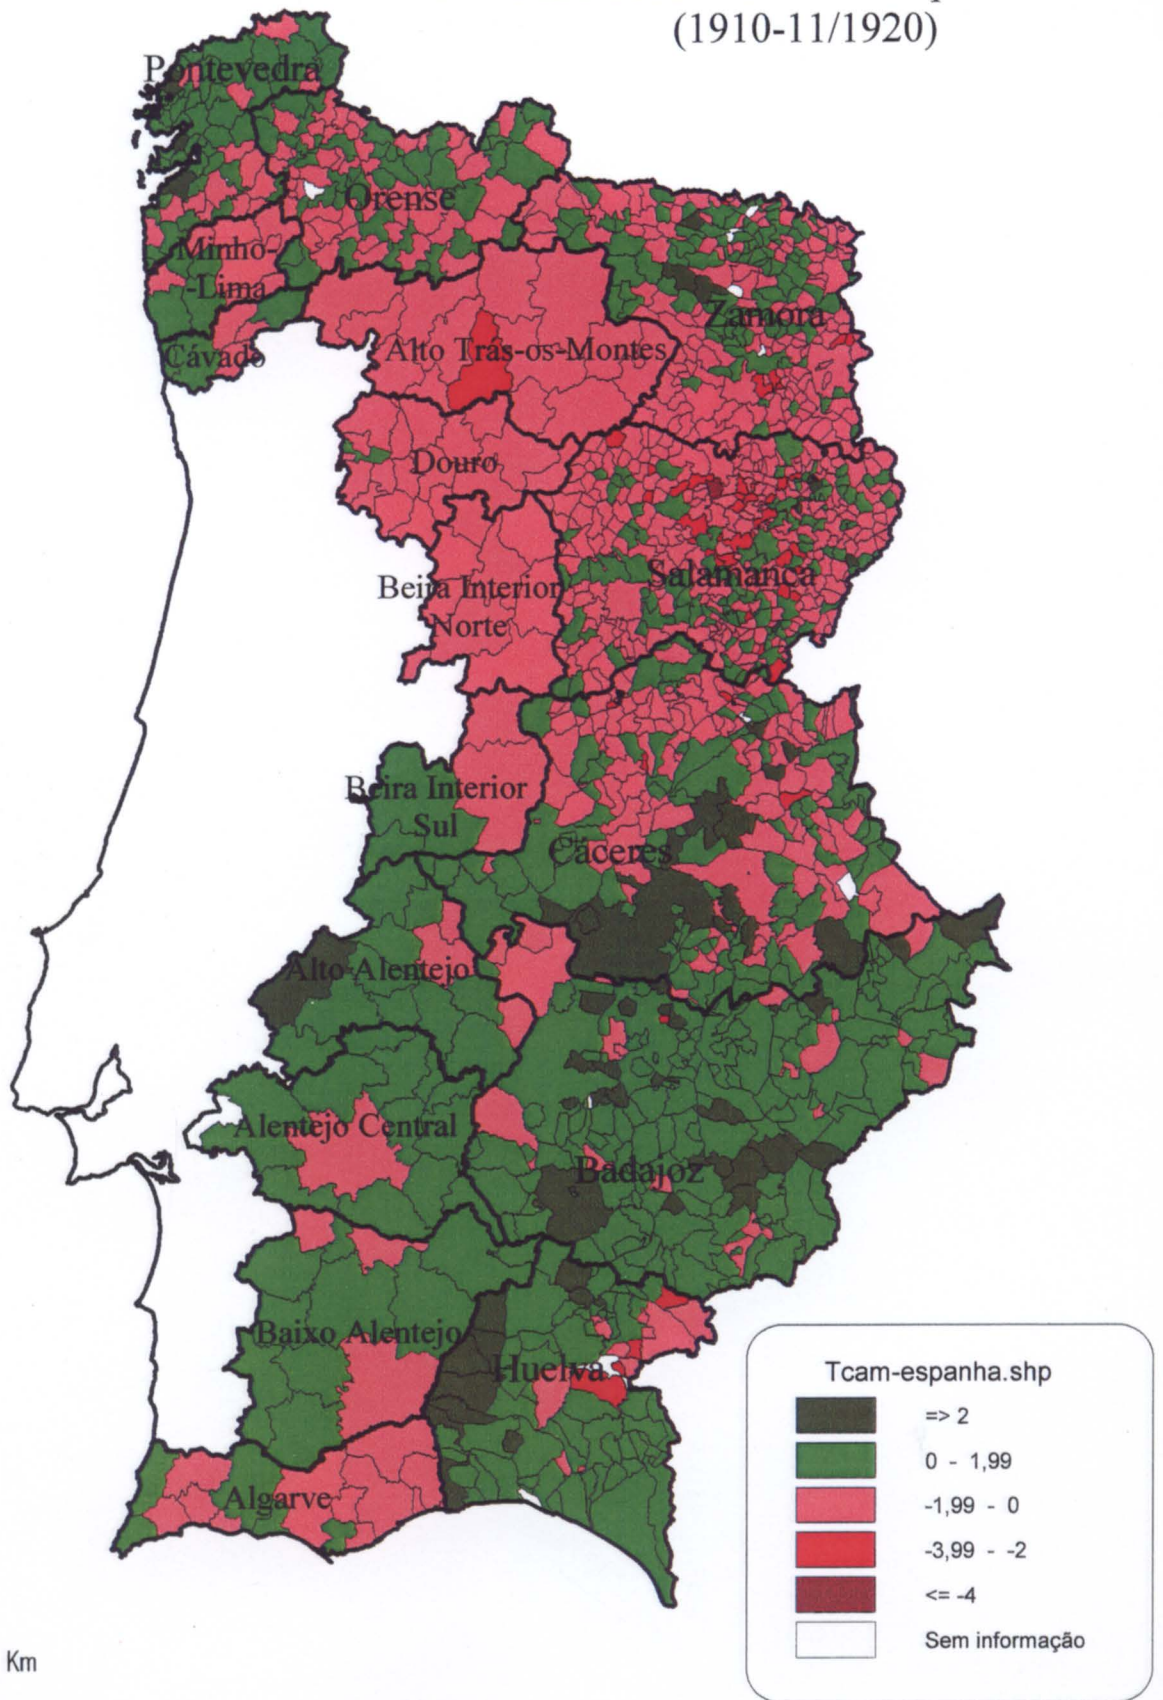 (1910-11/1920)
Pontevedra
Orense
Minho-
-Lima
Zamora
Cávado
Alto Trás-os-Montes
Douro
Salamanca
Beira Interior
Norte
Beira Interior
Sul
Cáceres
Alto Alentejo
Alentejo Central
Badajoz
Baixo Alentejo
Huelva
Algarve
Tcam-espanha.shp
=> 2
0 - 1,99
-1,99 - 0
-3,99 - -2
<= -4
Sem informação
Km